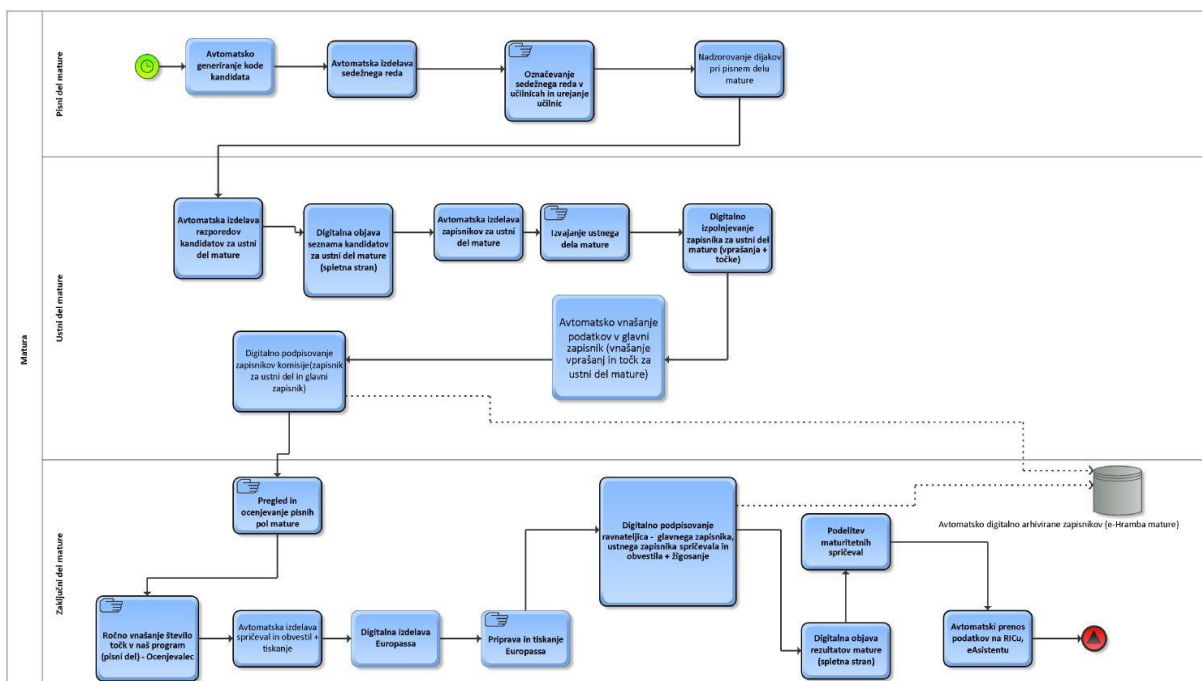 Matura
Pisni del mature
Avtomatsko
generiranje kode
kandidata
Avtomatska izdelava
sedežnega reda
Označevanje
sedežnega reda v
učilnicah in urejanje
učilnic
Nadzorovanje dijakov
pri pisnem delu
mature
Ustni del mature
Avtomatska izdelava
razporedov
kandidatov za ustni
del mature
Digitalna objava
seznama kandidatov
za ustni del mature
(spletna stran)
Avtomatska izdelava
zapisnikov za ustni
del mature
Izvajanje ustnega
dela mature
Digitalno
izpolnjevanje
zapisnika za ustni del
mature (vprašanja +
točke)
Avtomatsko vnašanje
podatkov v glavni
zapisnik (vnašanje
vprašanj in točk za
ustni del mature)
Digitalno podpisovanje
zapisnikov komisije(zapisnik
za ustni del in glavni
zapisnik)
Zaključni del mature
Pregled in
ocenjevanje pisnih
pol mature
Ročno vnašanje število
točk v naš program
(pisni del) - Ocenjevalec
Avtomatska izdelava
spričeval in obvestil +
tiskanje
Digitalna izdelava
Europassa
Priprava in tiskanje
Europassa
Digitalno podpisovanje
ravnateljica - glavnega zapisnika,
ustnega zapisnika spričevala in
obvestila + žigosanje
Digitalna objava
rezultatov mature
(spletna stran)
Podelitev
maturitetnih
spričeval
Avtomatski prenos
podatkov na RICu,
eAsistentu
Avtomatsko digitalno arhivirane zapisnikov (e-Hramba mature)